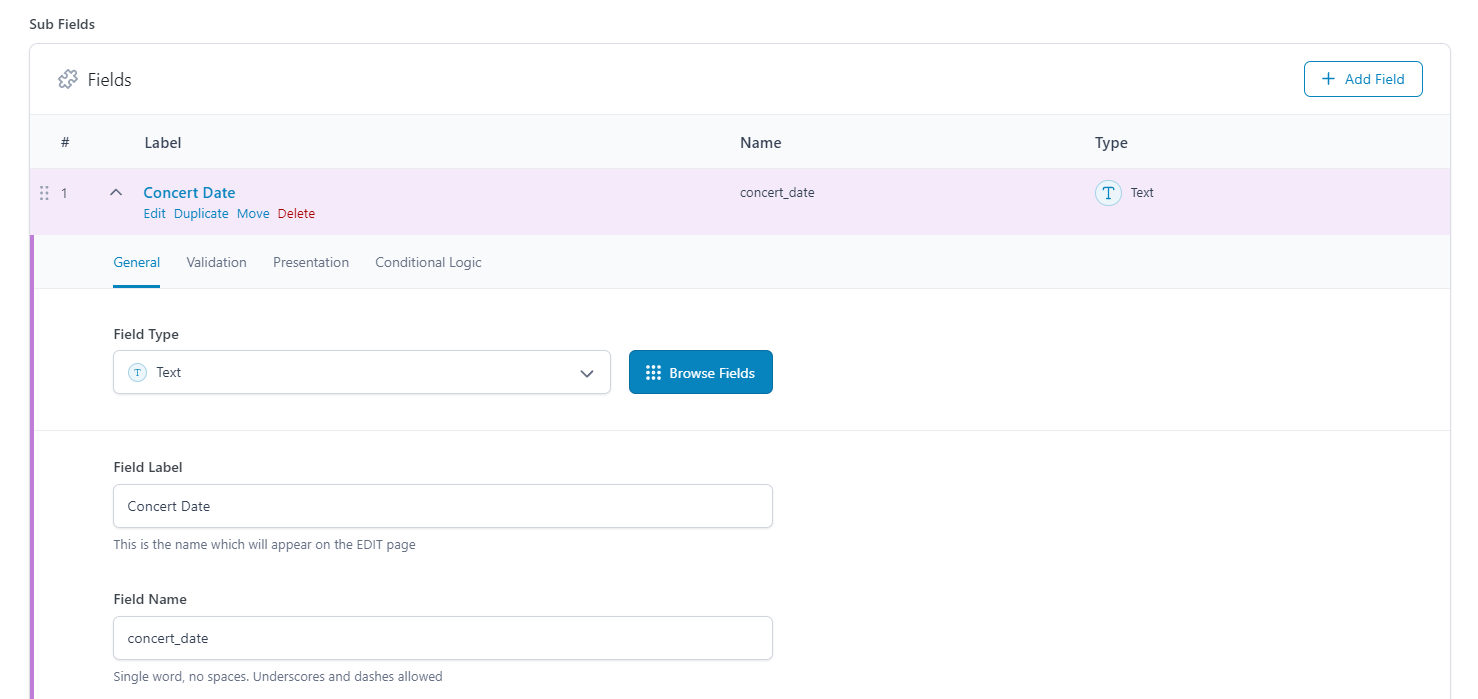 Sub Fields
Fields
Add Field
# Label Name Type
1 Concert Date concert_date T Text
Edit Duplicate Move Delete
General Validation Presentation Conditional Logic
Field Type
T Text
Browse Fields
Field Label
Concert Date
This is the name which will appear on the EDIT page
Field Name
concert_date
Single word, no spaces. Underscores and dashes allowed